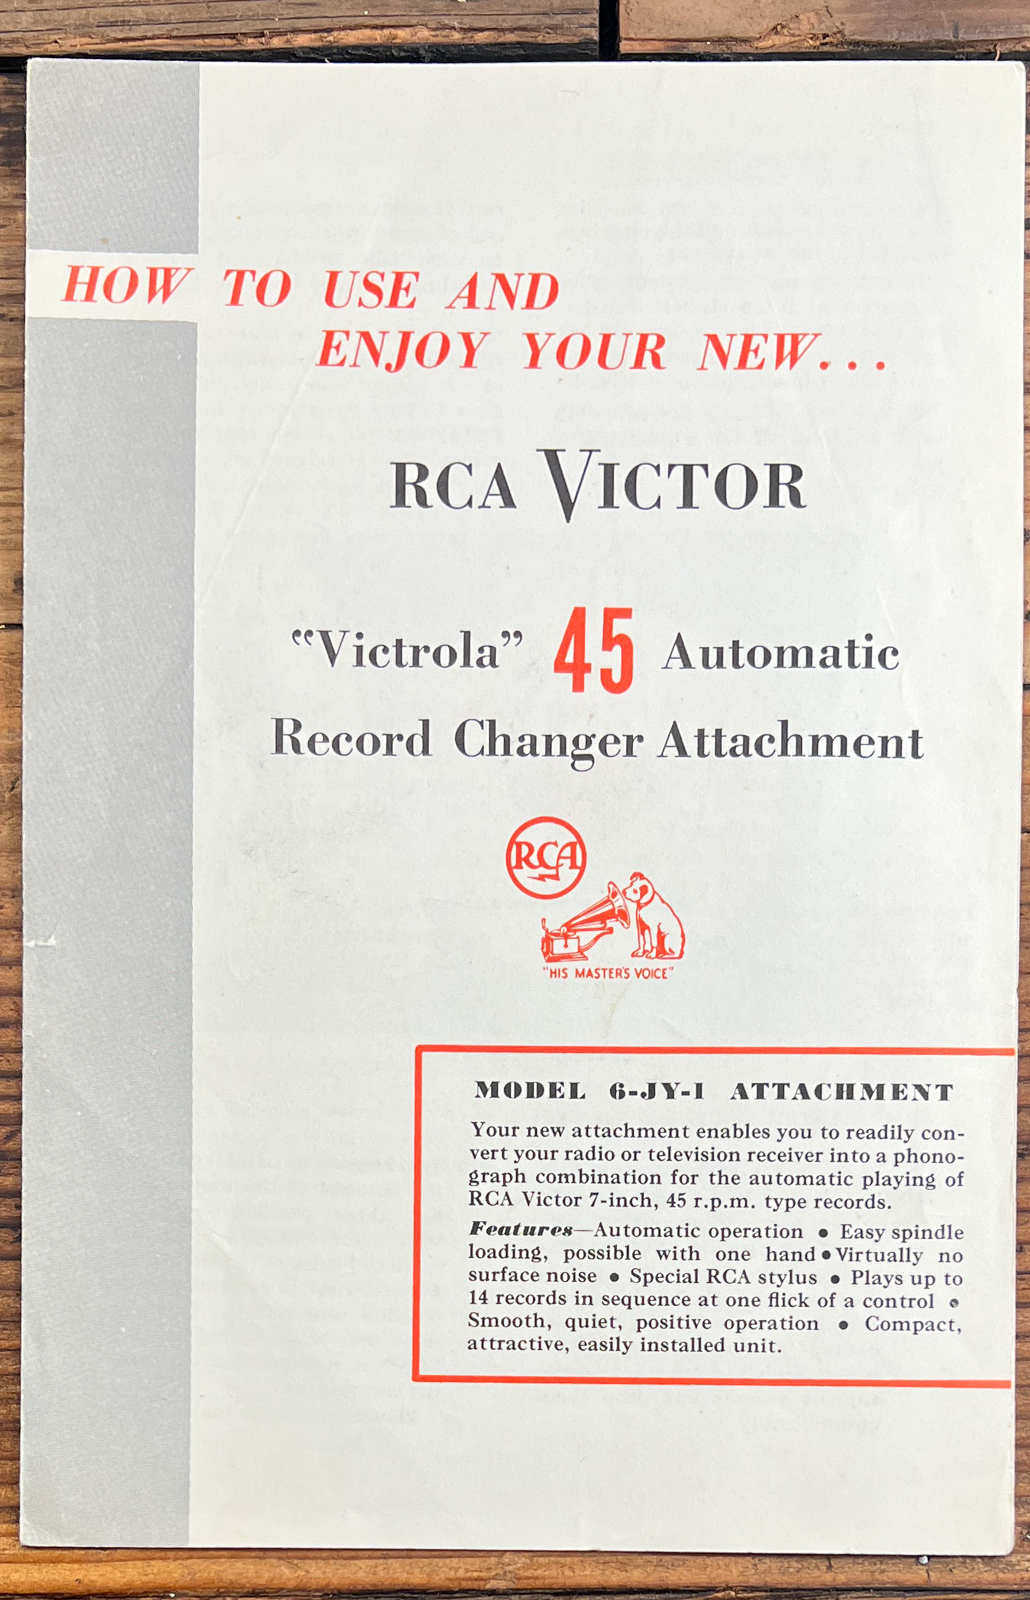 HOW TO USE AND
ENJOY YOUR NEW...
RCA VICTOR
“Victrola” 45 Automatic
Record Changer Attachment
RCA
"HIS MASTER'S VOICE"
MODEL 6-JY-1 ATTACHMENT
Your new attachment enables you to readily con-
vert your radio or television receiver into a phono-
graph combination for the automatic playing of
RCA Victor 7-inch, 45 r.p.m. type records.
Features—Automatic operation ● Easy spindle
loading, possible with one hand ● Virtually no
surface noise ● Special RCA stylus ● Plays up to
14 records in sequence at one flick of a control ●
Smooth, quiet, positive operation ● Compact,
attractive, easily installed unit.